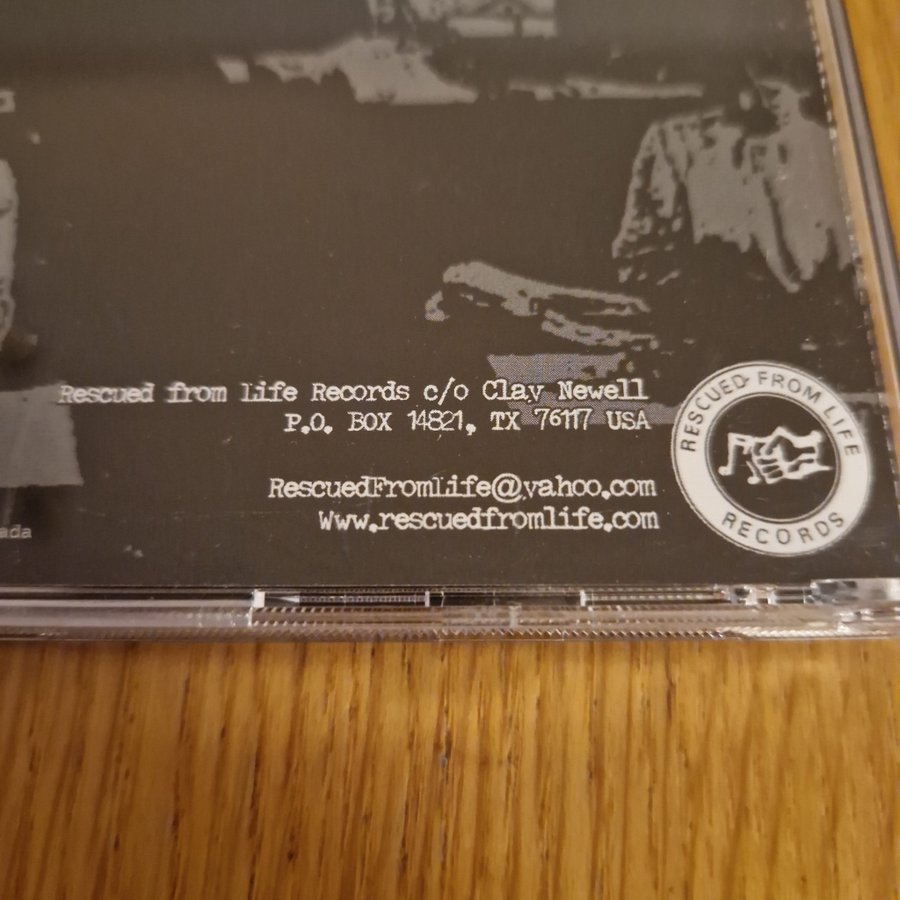 Rescued from life Records c/o Clay Newell
P.O. BOX 14821, TX 76117 USA
RescuedFromlife@yahoo.com
Www.rescuedfromlife.com
RESCUED FROM LIFE
RECORDS
ada